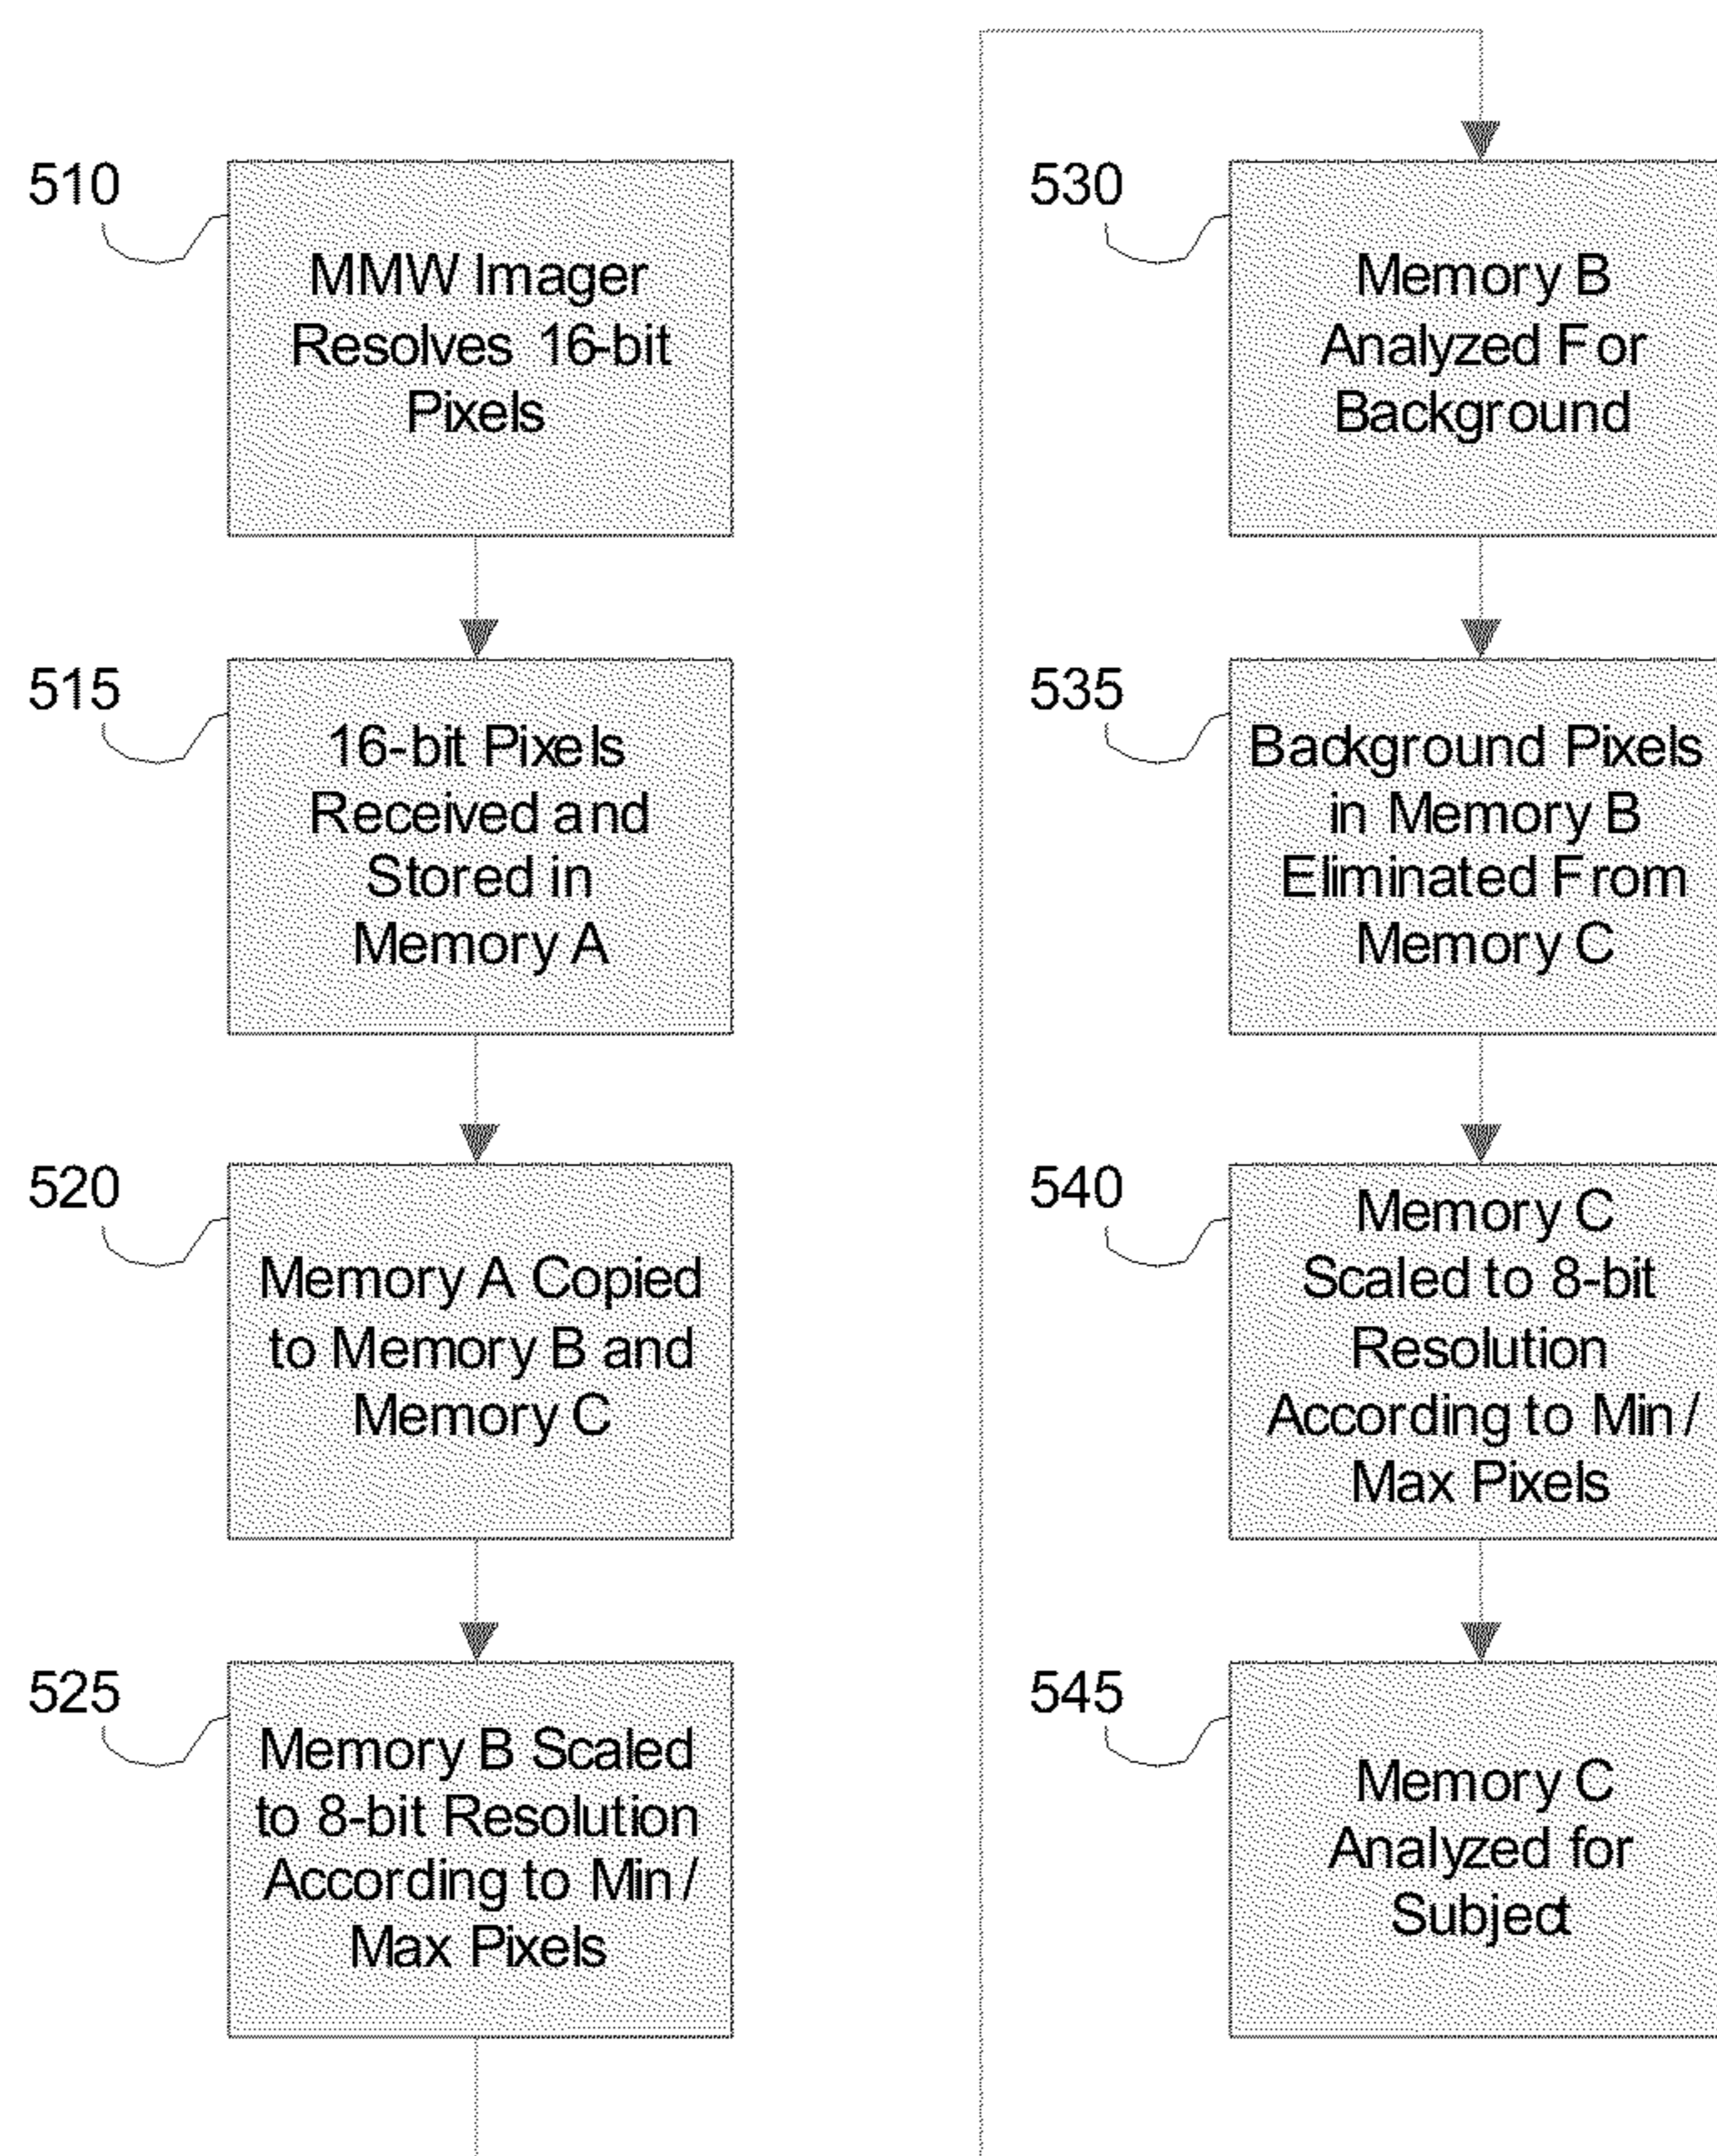 510
MMW Imager
Resolves 16-bit
Pixels
515
16-bit Pixels
Received and
Stored in
Memory A
520
Memory A Copied
to Memory B and
Memory C
525
Memory B Scaled
to 8-bit Resolution
According to Min/
Max Pixels
530
Memory B
Analyzed For
Background
535
Background Pixels
in Memory B
Eliminated From
Memory C
540
Memory C
Scaled to 8-bit
Resolution
According to Min/
Max Pixels
545
Memory C
Analyzed for
Subject